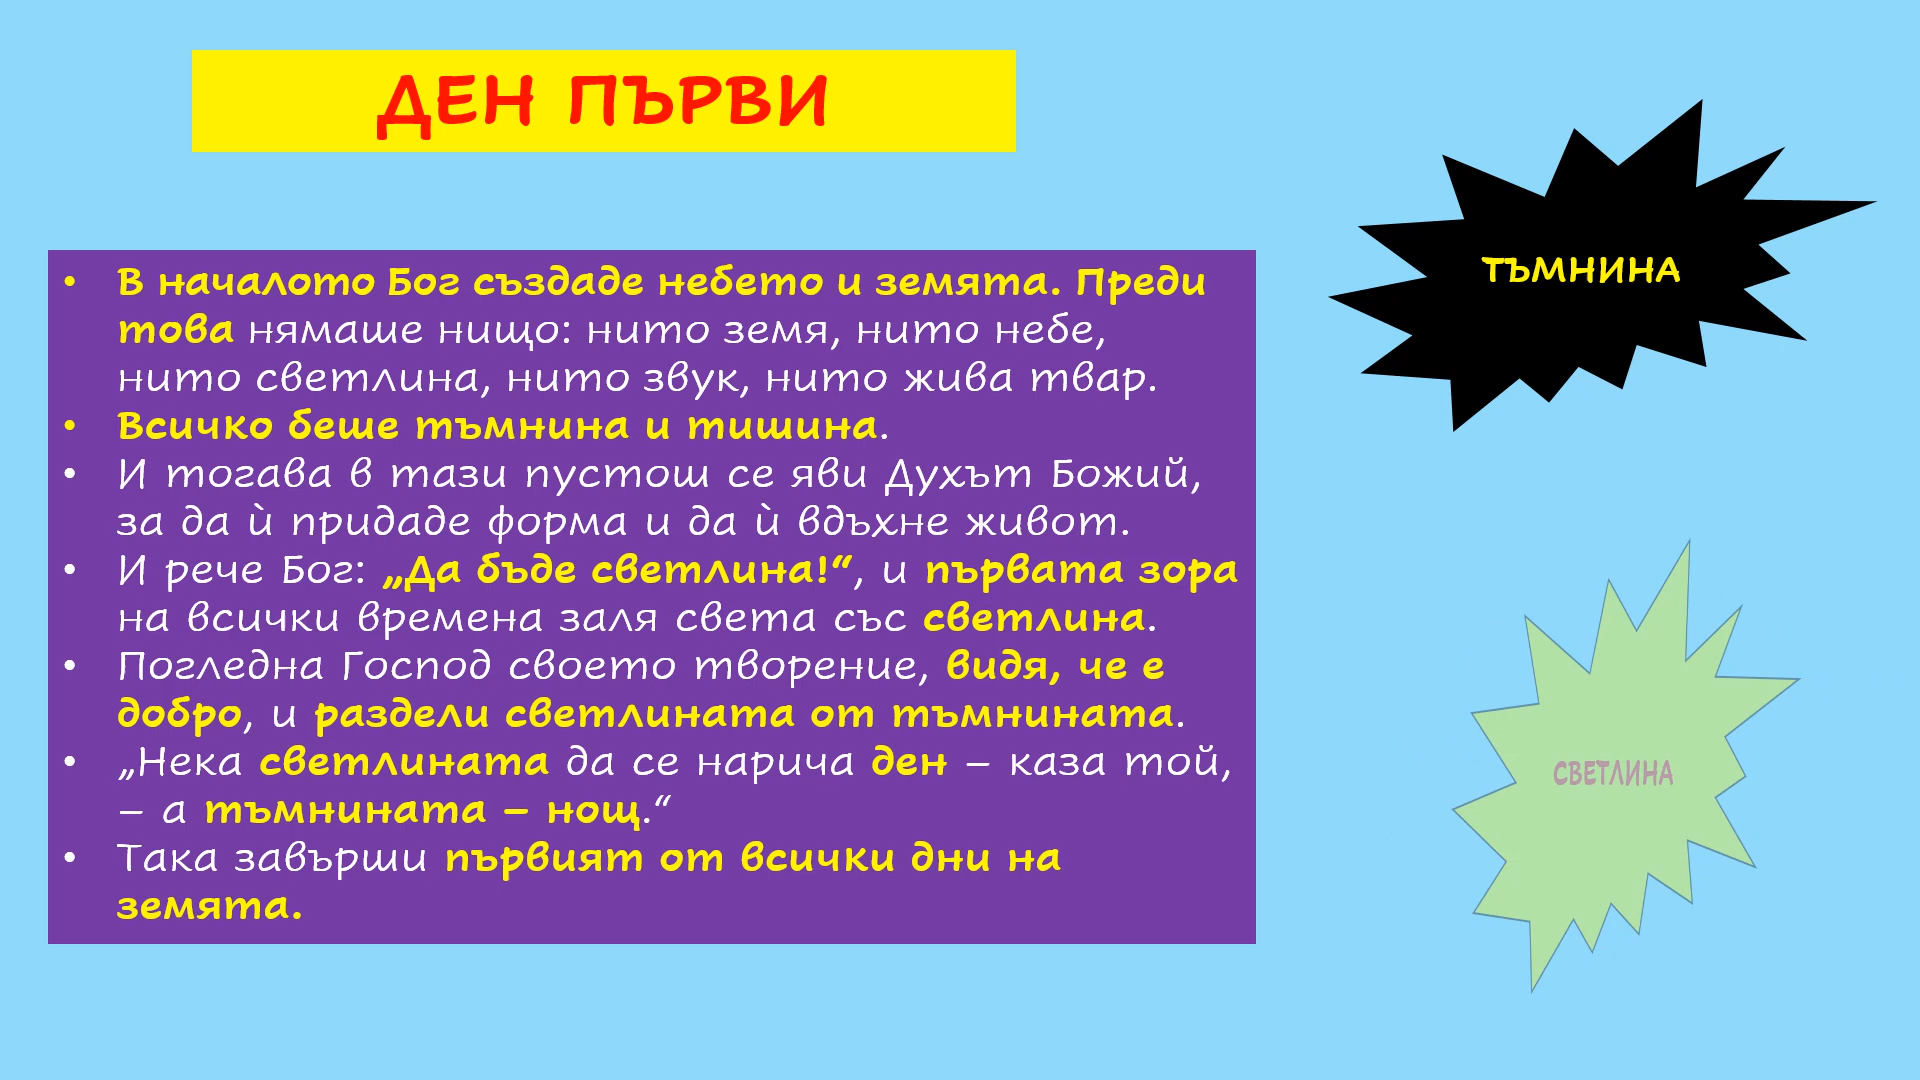 ДЕН ПЪРВИ
• В началото Бог създаде небето и земята. Преди
това нямаше нищо: нито земя, нито небе,
нито светлина, нито звук, нито жива твар.
• Всичко беше тъмнина и тишина.
• И тогава в тази пустош се яви Духът Божий,
за да ѝ придаде форма и да ѝ вдъхне живот.
• И рече Бог: „Да бъде светлина!“, и първата зора
на всички времена заля света със светлина.
• Погледна Господ своето творение, видя, че е
добро, и раздели светлината от тъмнината.
• „Нека светлината да се нарича ден – каза той,
– а тъмнината – нощ.“
• Така завърши първият от всички дни на
земята.
ТЪМНИНА
СВЕТЛИНА